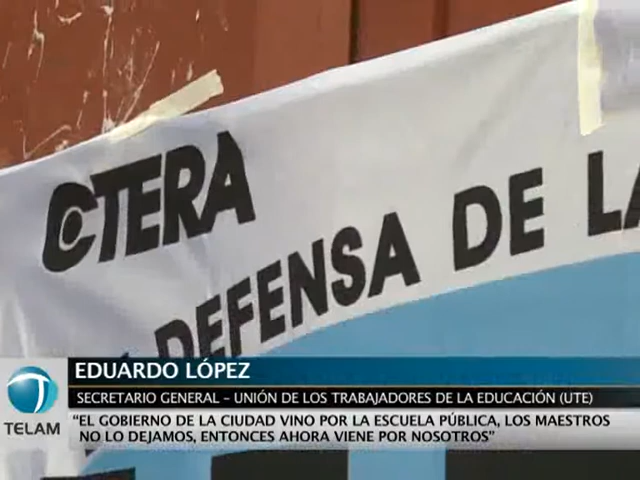 CTERA
DEFENSA DE LA
EDUARDO LÓPEZ
SECRETARIO GENERAL – UNIÓN DE LOS TRABAJADORES DE LA EDUCACIÓN (UTE)
TELAM
“EL GOBIERNO DE LA CIUDAD VINO POR LA ESCUELA PÚBLICA, LOS MAESTROS
NO LO DEJAMOS, ENTONCES AHORA VIENE POR NOSOTROS”